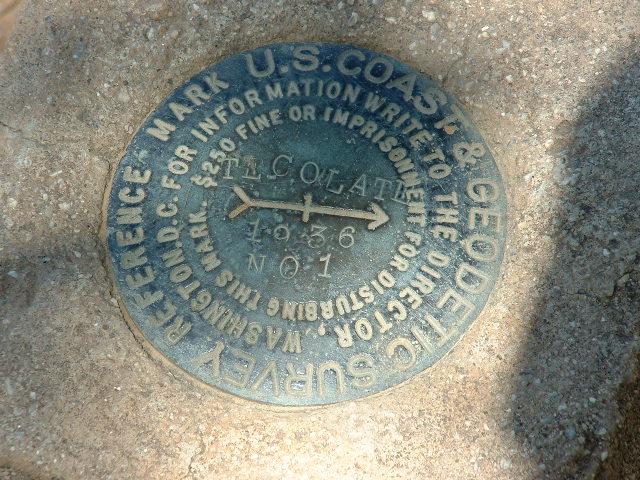 U.S. COAST & GEODETIC SURVEY REFERENCE MARK
FOR INFORMATION WRITE TO THE DIRECTOR, WASHINGTON, D.C.
$250 FINE OR IMPRISONMENT FOR DISTURBING THIS MARK.
TECOLATE
1936
NO 1